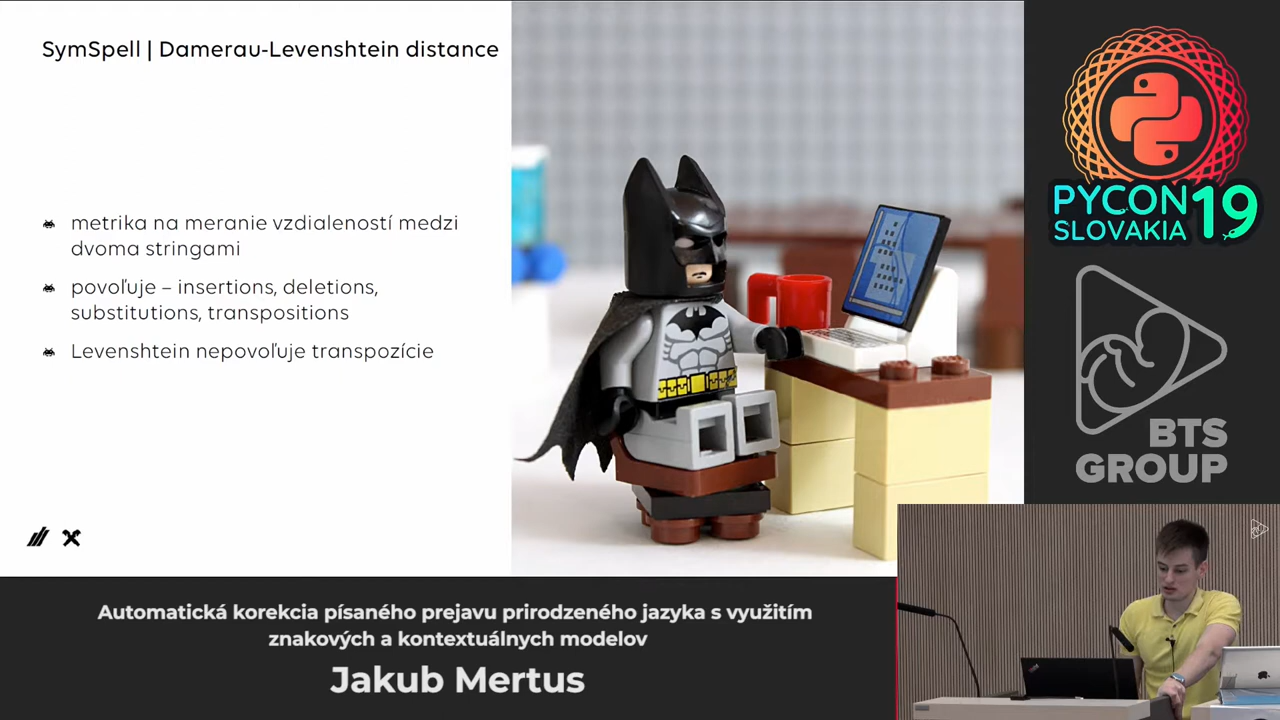 SymSpell | Damerau-Levenshtein distance
metrika na meranie vzdialeností medzi
dvoma stringami
povoľuje – insertions, deletions,
substitutions, transpositions
Levenshtein nepovoľuje transpozície
PYCON
SLOVAKIA
19
BTS
GROUP
Automatická korekcia písaného prejavu prirodzeného jazyka s využitím
znakových a kontextuálnych modelov
Jakub Mertus